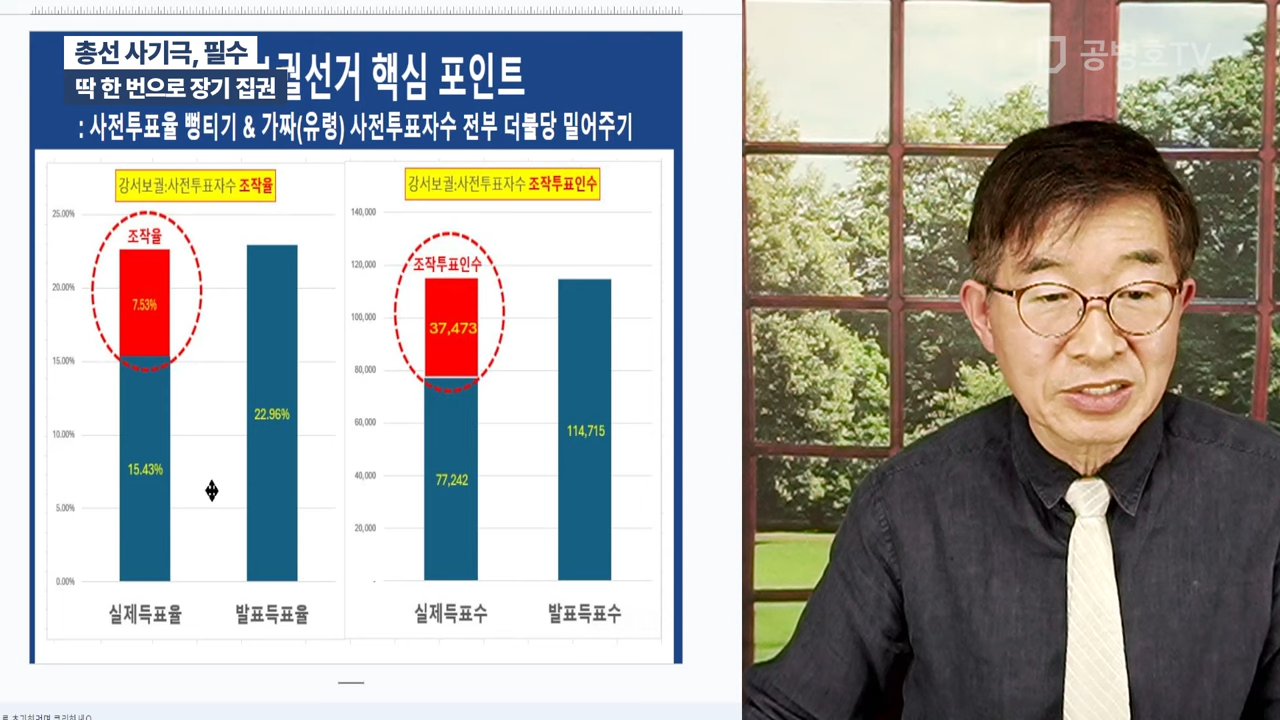 총선 사기극, 필수
딱 한 번으로 장기 집권
궐선거 핵심 포인트
: 사전투표율 뻥티기 & 가짜(유령) 사전투표자수 전부 더불당 밀어주기
강서보궐:사전투표자수 조작율
25.00%
20.00%
15.00%
10.00%
5.00%
0.00%
조작율
7.53%
15.43%
22.96%
실제득표율
발표득표율
강서보궐:사전투표자수 조작투표인수
140,000
120,000
100,000
80,000
60,000
40,000
20,000
-
조작투표인수
37,473
77,242
114,715
실제득표수
발표득표수
공병호TV